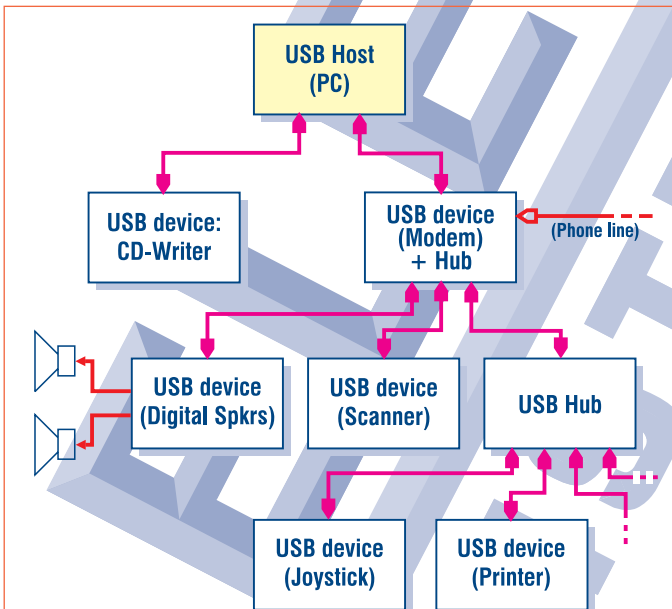 USB Host
(PC)
USB device:
CD-Writer
USB device
(Modem)
+ Hub
(Phone line)
USB device
(Digital Spkrs)
USB device
(Scanner)
USB Hub
USB device
(Joystick)
USB device
(Printer)